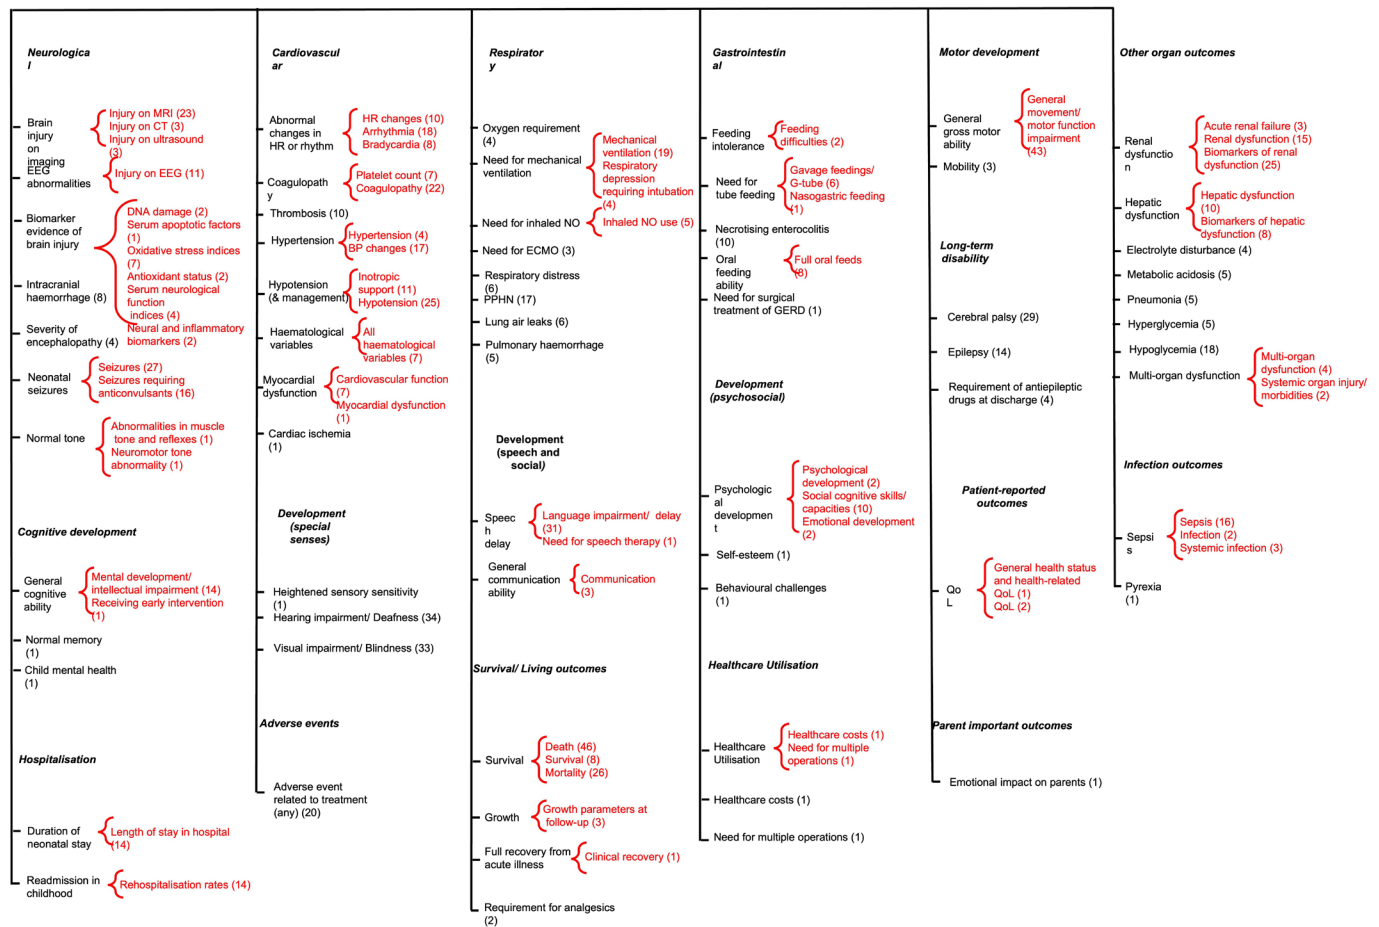 Neurologica
l
Brain
injury
on
imaging
Injury on MRI (23)
Injury on CT (3)
Injury on ultrasound
(3)
EEG
abnormalities
Injury on EEG (11)
Biomarker
evidence of
brain injury
DNA damage (2)
Serum apoptotic factors
(1)
Oxidative stress indices
(7)
Antioxidant status (2)
Serum neurological
function
indices (4)
Neural and inflammatory
biomarkers (2)
Intracranial
haemorrhage (8)
Severity of
encephalopathy (4)
Neonatal
seizures
Seizures (27)
Seizures requiring
anticonvulsants (16)
Normal tone
Abnormalities in muscle
tone and reflexes (1)
Neuromotor tone
abnormality (1)
Cognitive development
General
cognitive
ability
Mental development/
intellectual impairment (14)
Receiving early intervention
(1)
Normal memory
(1)
Child mental health
(1)
Hospitalisation
Duration of
neonatal stay
Length of stay in hospital
(14)
Readmission in
childhood
Rehospitalisation rates (14)
Cardiovascul
ar
Abnormal
changes in
HR or rhythm
HR changes (10)
Arrhythmia (18)
Bradycardia (8)
Coagulopath
y
Platelet count (7)
Coagulopathy (22)
Thrombosis (10)
Hypertension
Hypertension (4)
BP changes (17)
Hypotension
(& management)
Inotropic
support (11)
Hypotension (25)
Haematological
variables
All
haematological
variables (7)
Myocardial
dysfunction
Cardiovascular function
(7)
Myocardial dysfunction
(1)
Cardiac ischemia
(1)
Development
(special
senses)
Heightened sensory sensitivity
(1)
Hearing impairment/ Deafness (34)
Visual impairment/ Blindness (33)
Adverse events
Adverse event
related to treatment
(any) (20)
Respirator
y
Oxygen requirement
(4)
Need for mechanical
ventilation
Mechanical
ventilation (19)
Respiratory
depression
requiring intubation
(4)
Need for inhaled NO
Inhaled NO use (5)
Need for ECMO (3)
Respiratory distress
(6)
PPHN (17)
Lung air leaks (6)
Pulmonary haemorrhage
(5)
Development
(speech and
social)
Speec
h
delay
Language impairment/ delay
(31)
Need for speech therapy (1)
General
communication
ability
Communication
(3)
Survival/ Living outcomes
Survival
Death (46)
Survival (8)
Mortality (26)
Growth
Growth parameters at
follow-up (3)
Full recovery from
acute illness
Clinical recovery (1)
Requirement for analgesics
(2)
Gastrointestin
al
Feeding
intolerance
Feeding
difficulties (2)
Need for
tube feeding
Gavage feedings/
G-tube (6)
Nasogastric feeding
(1)
Necrotising enterocolitis
(10)
Oral
feeding
ability
Full oral feeds
(8)
Need for surgical
treatment of GERD (1)
Development
(psychosocial)
Psychologic
al
developmen
t
Psychological
development (2)
Social cognitive skills/
capacities (10)
Emotional development
(2)
Self-esteem (1)
Behavioural challenges
(1)
Healthcare Utilisation
Healthcare
Utilisation
Healthcare costs (1)
Need for multiple
operations (1)
Healthcare costs (1)
Need for multiple operations (1)
Motor development
General
gross motor
ability
General
movement/
motor function
impairment
(43)
Mobility (3)
Long-term
disability
Cerebral palsy (29)
Epilepsy (14)
Requirement of antiepileptic
drugs at discharge (4)
Patient-reported
outcomes
Qo
L
General health status
and health-related
QoL (1)
QoL (2)
Parent important outcomes
Emotional impact on parents (1)
Other organ outcomes
Renal
dysfunctio
n
Acute renal failure (3)
Renal dysfunction (15)
Biomarkers of renal
dysfunction (25)
Hepatic
dysfunction
Hepatic dysfunction
(10)
Biomarkers of hepatic
dysfunction (8)
Electrolyte disturbance (4)
Metabolic acidosis (5)
Pneumonia (5)
Hyperglycemia (5)
Hypoglycemia (18)
Multi-organ dysfunction
Multi-organ
dysfunction (4)
Systemic organ injury/
morbidities (2)
Infection outcomes
Sepsi
s
Sepsis (16)
Infection (2)
Systemic infection (3)
Pyrexia
(1)